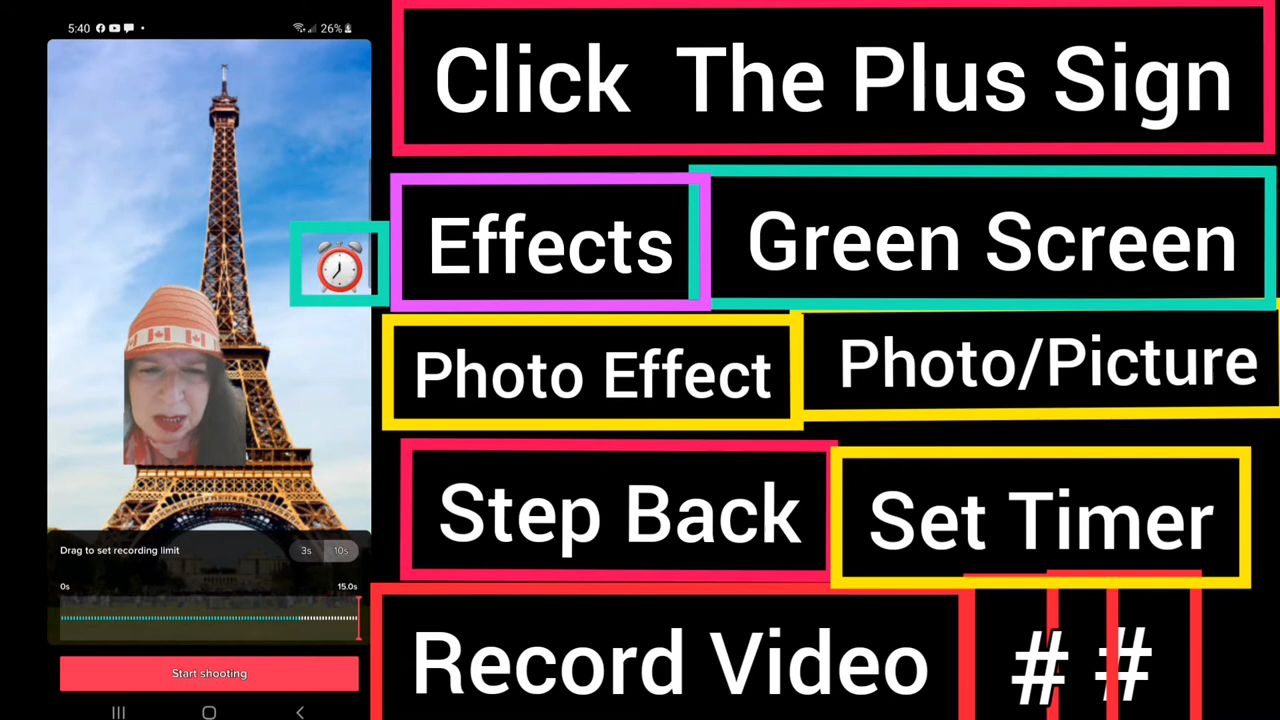 5:40
26%
Click The Plus Sign
Effects
Green Screen
Photo Effect
Photo/Picture
Step Back
Set Timer
Drag to set recording limit
3s 10s
0s 15.0s
Start shooting
Record Video
# #